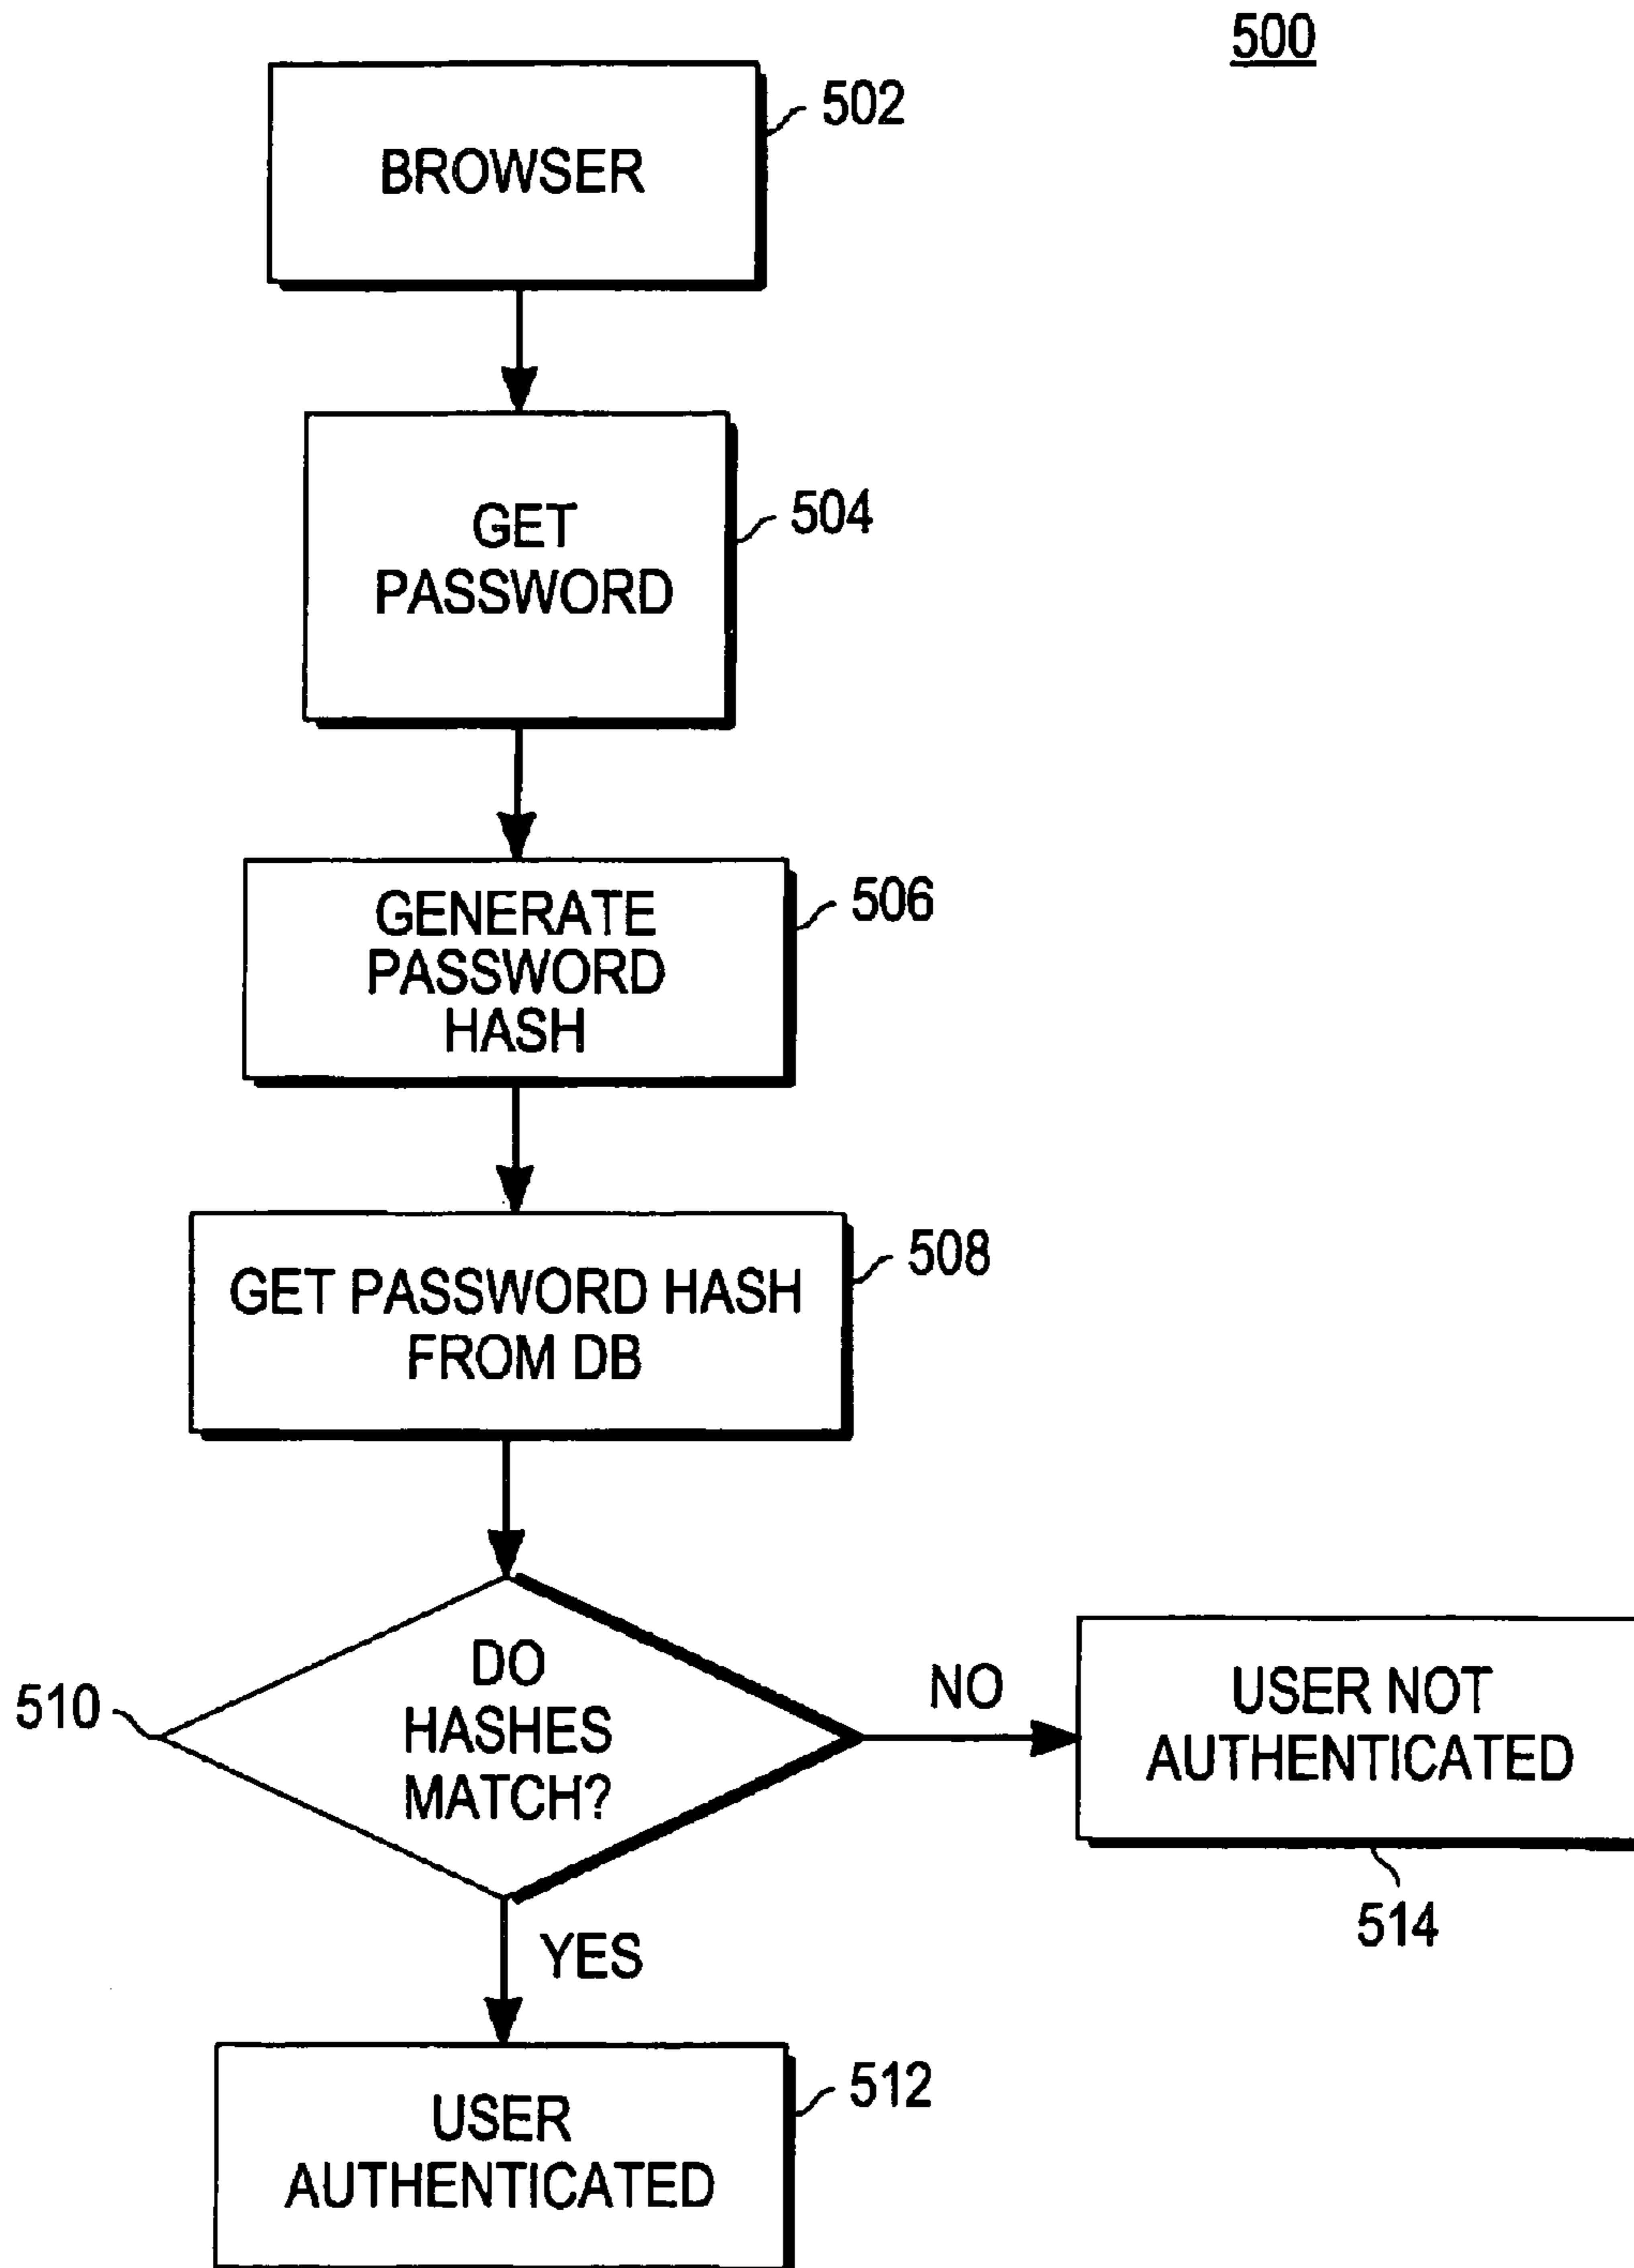 500
BROWSER
502
GET
PASSWORD
504
GENERATE
PASSWORD
HASH
506
GET PASSWORD HASH
FROM DB
508
DO
HASHES
MATCH?
510
NO
USER NOT
AUTHENTICATED
514
YES
USER
AUTHENTICATED
512